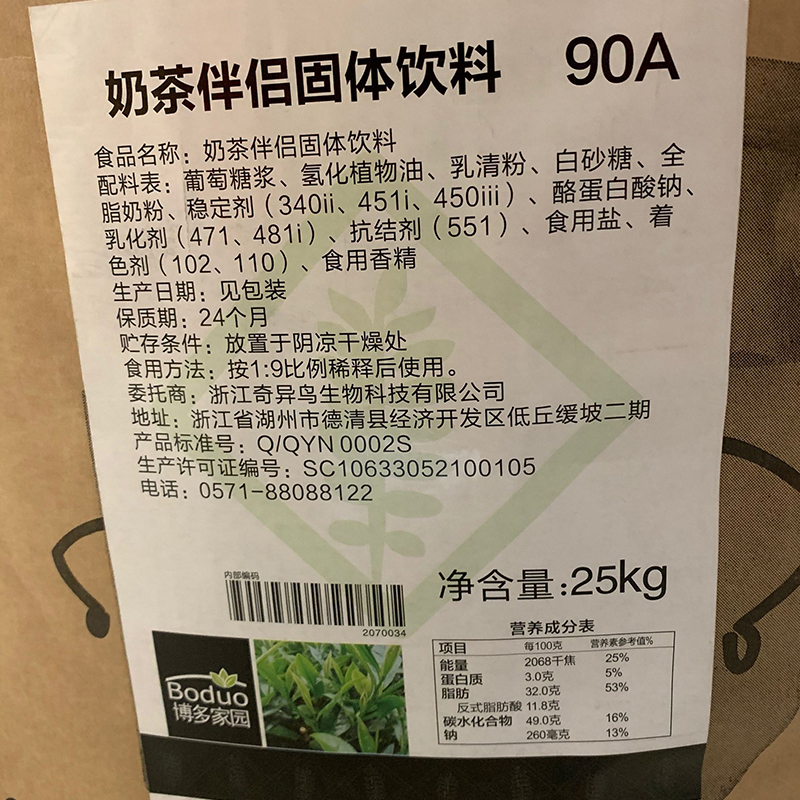 奶茶伴侣固体饮料 90A
食品名称：奶茶伴侣固体饮料
配料表：葡萄糖浆、氢化植物油、乳清粉、白砂糖、全
脂奶粉、稳定剂（340ii、451i、450iii）、酪蛋白酸钠、
乳化剂（471、481i）、抗结剂（551）、食用盐、着
色剂（102、110）、食用香精
生产日期：见包装
保质期：24个月
贮存条件：放置于阴凉干燥处
食用方法：按1:9比例稀释后使用。
委托商：浙江奇异鸟生物科技有限公司
地址：浙江省湖州市德清县经济开发区低丘缓坡二期
产品标准号：Q/QYN 0002S
生产许可证编号：SC10633052100105
电话：0571-88088122
内部编码
2070034
净含量:25kg
营养成分表
项目 每100克 营养素参考值%
能量 2068千焦 25%
蛋白质 3.0克 5%
脂肪 32.0克 53%
反式脂肪酸 11.8克
碳水化合物 49.0克 16%
钠 260毫克 13%
Boduo
博多家园